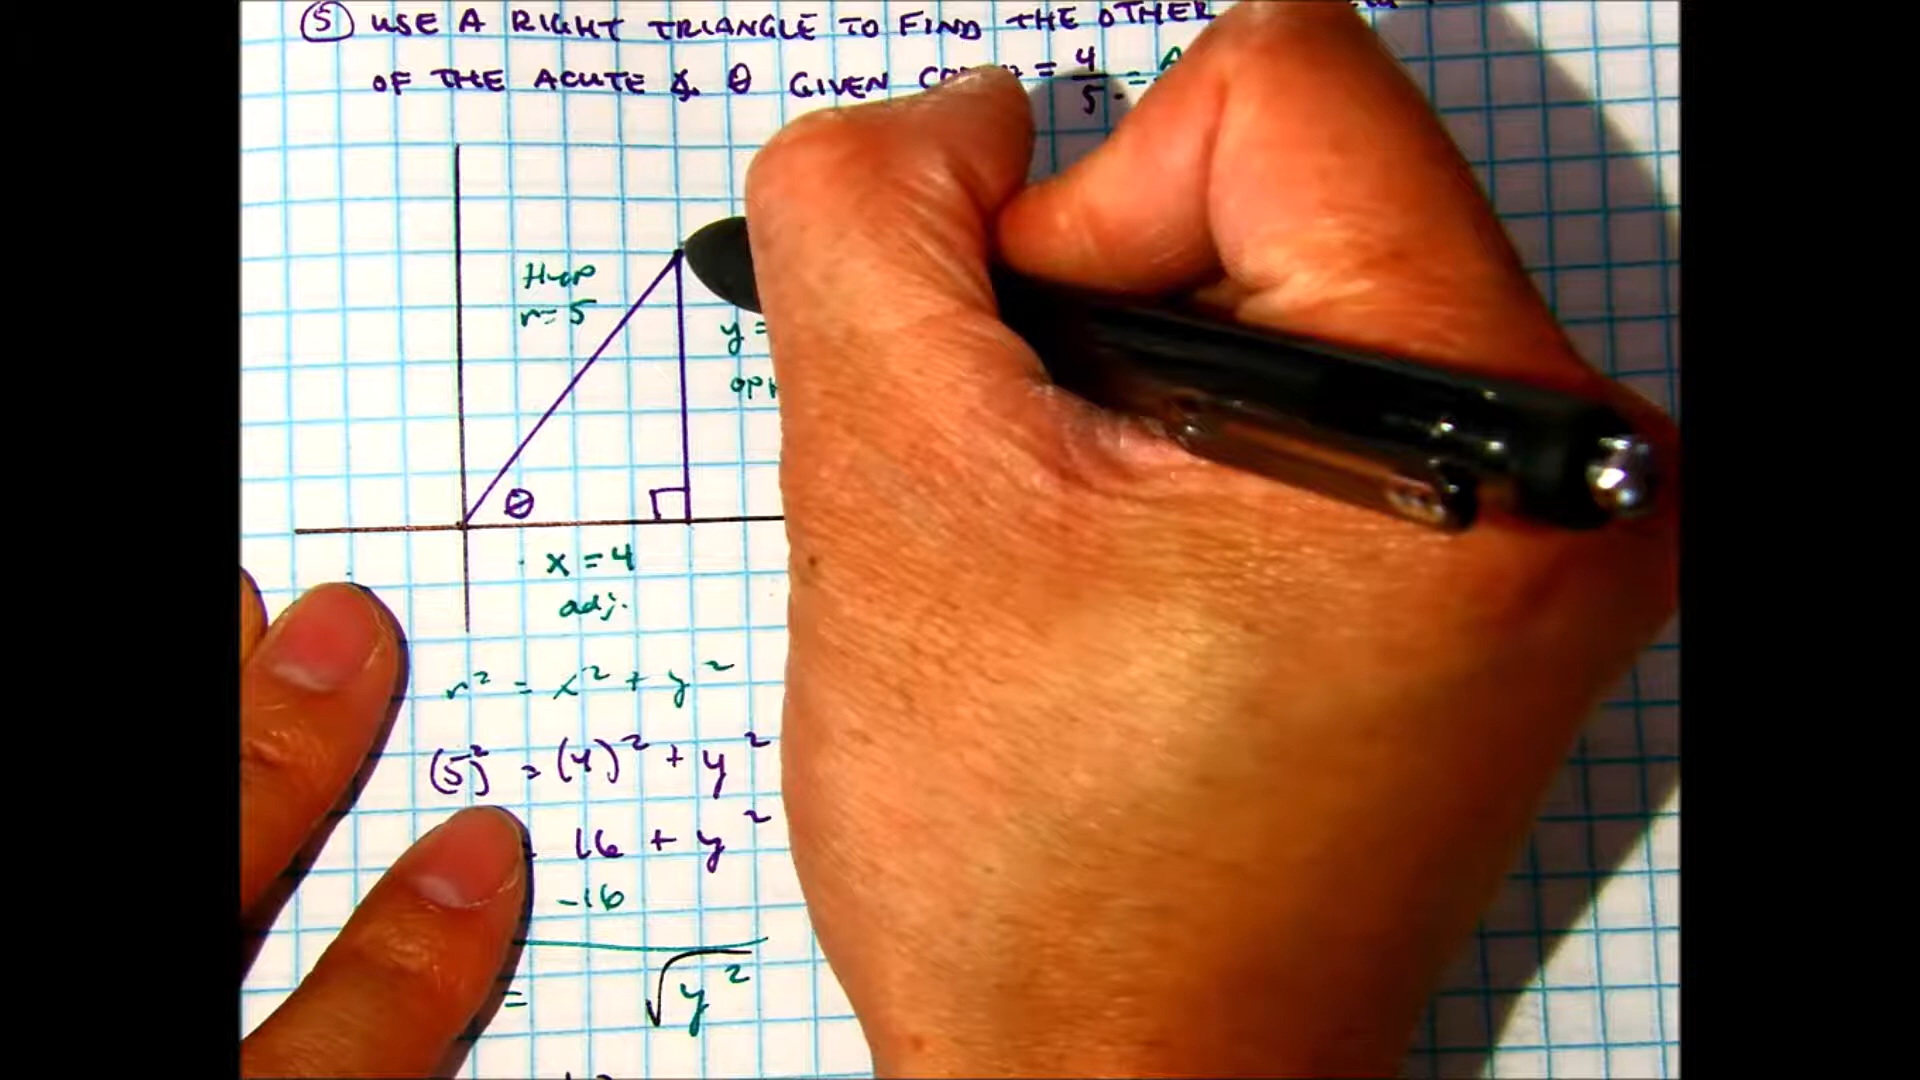 ⑤ USE A RIGHT TRIANGLE TO FIND THE OTHER
OF THE ACUTE ∡ θ GIVEN = 4/5 =
Hyp
r=5
y =
opp
θ
x = 4
adj.
r² = x² + y²
(5)² = (4)² + y²
16 + y²
-16
= √y²